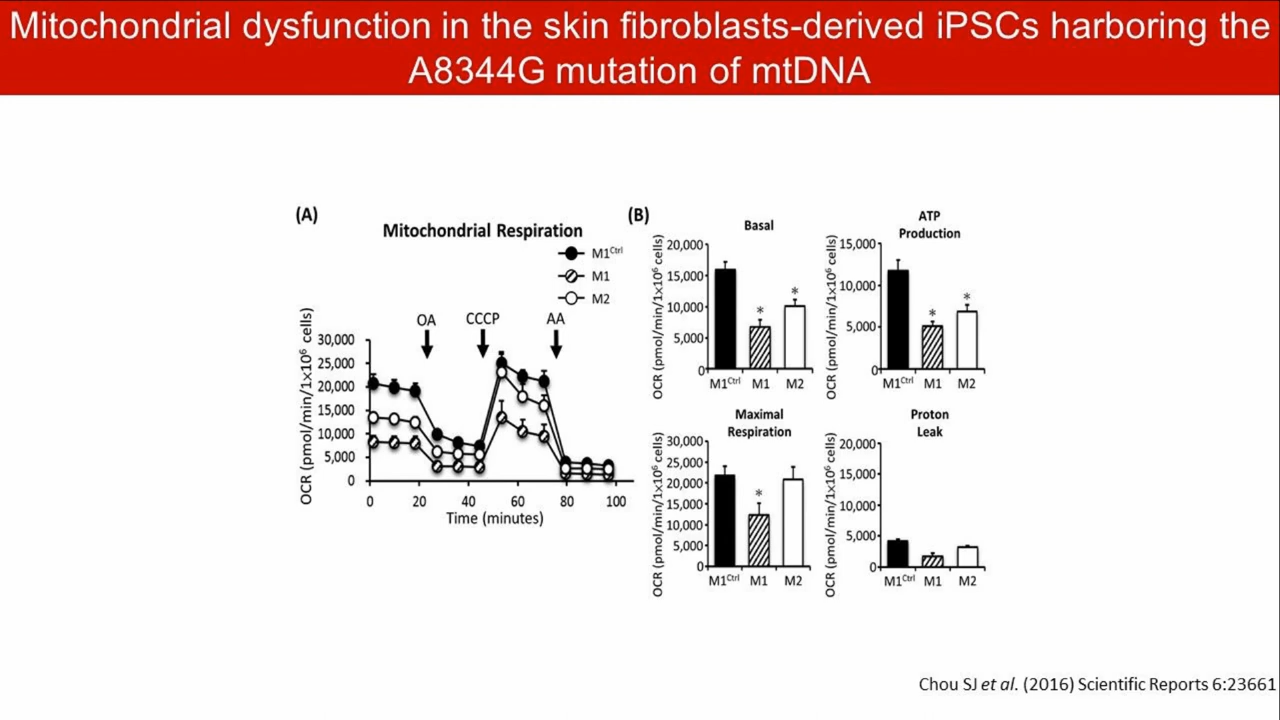 Mitochondrial dysfunction in the skin fibroblasts-derived iPSCs harboring the
A8344G mutation of mtDNA
(A)
Mitochondrial Respiration
M1Ctrl
M1
M2
OA
CCCP
AA
OCR (pmol/min/1x10⁶ cells)
30,000
25,000
20,000
15,000
10,000
5,000
0
0 20 40 60 80 100
Time (minutes)
(B)
Basal
OCR (pmol/min/1x10⁶ cells)
20,000
15,000
10,000
5,000
0
* *
M1Ctrl M1 M2
ATP
Production
OCR (pmol/min/1x10⁶ cells)
15,000
10,000
5,000
0
* *
M1Ctrl M1 M2
Maximal
Respiration
OCR (pmol/min/1x10⁶ cells)
30,000
25,000
20,000
15,000
10,000
5,000
0
*
M1Ctrl M1 M2
Proton
Leak
OCR (pmol/min/1x10⁶ cells)
20,000
15,000
10,000
5,000
0
M1Ctrl M1 M2
Chou SJ et al. (2016) Scientific Reports 6:23661